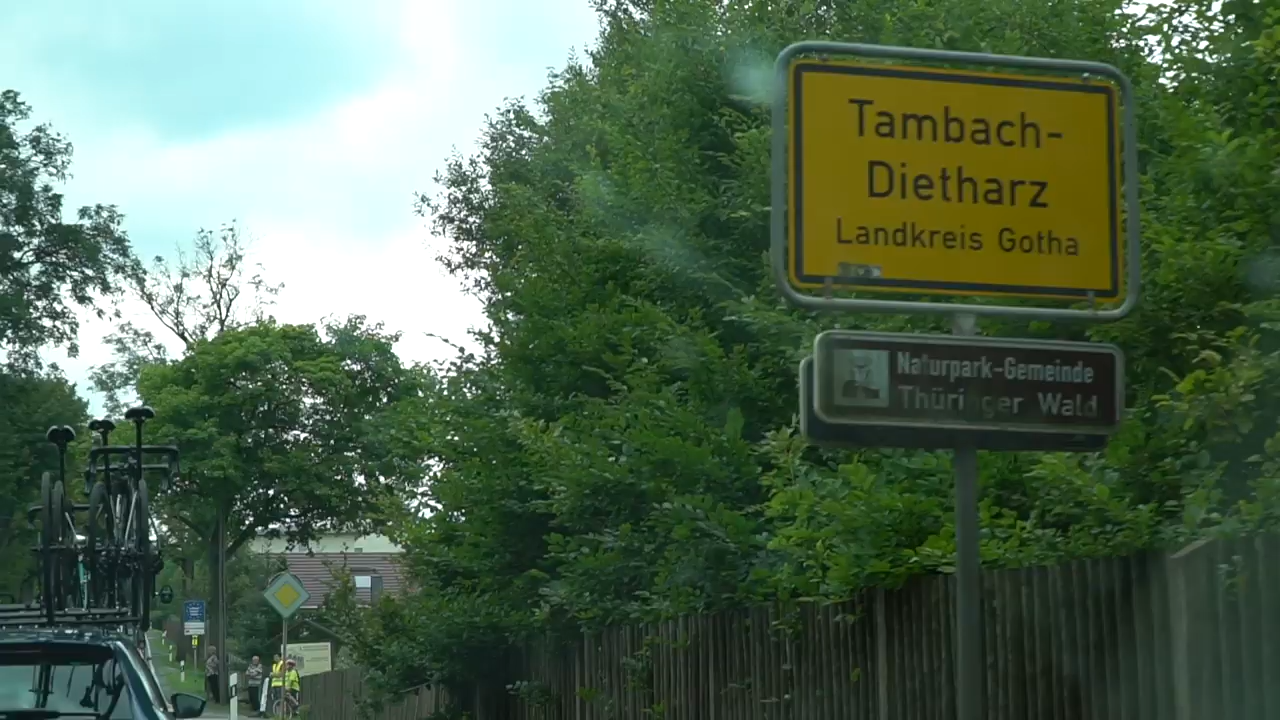 Tambach-
Dietharz
Landkreis Gotha
Naturpark-Gemeinde
Thüringer Wald